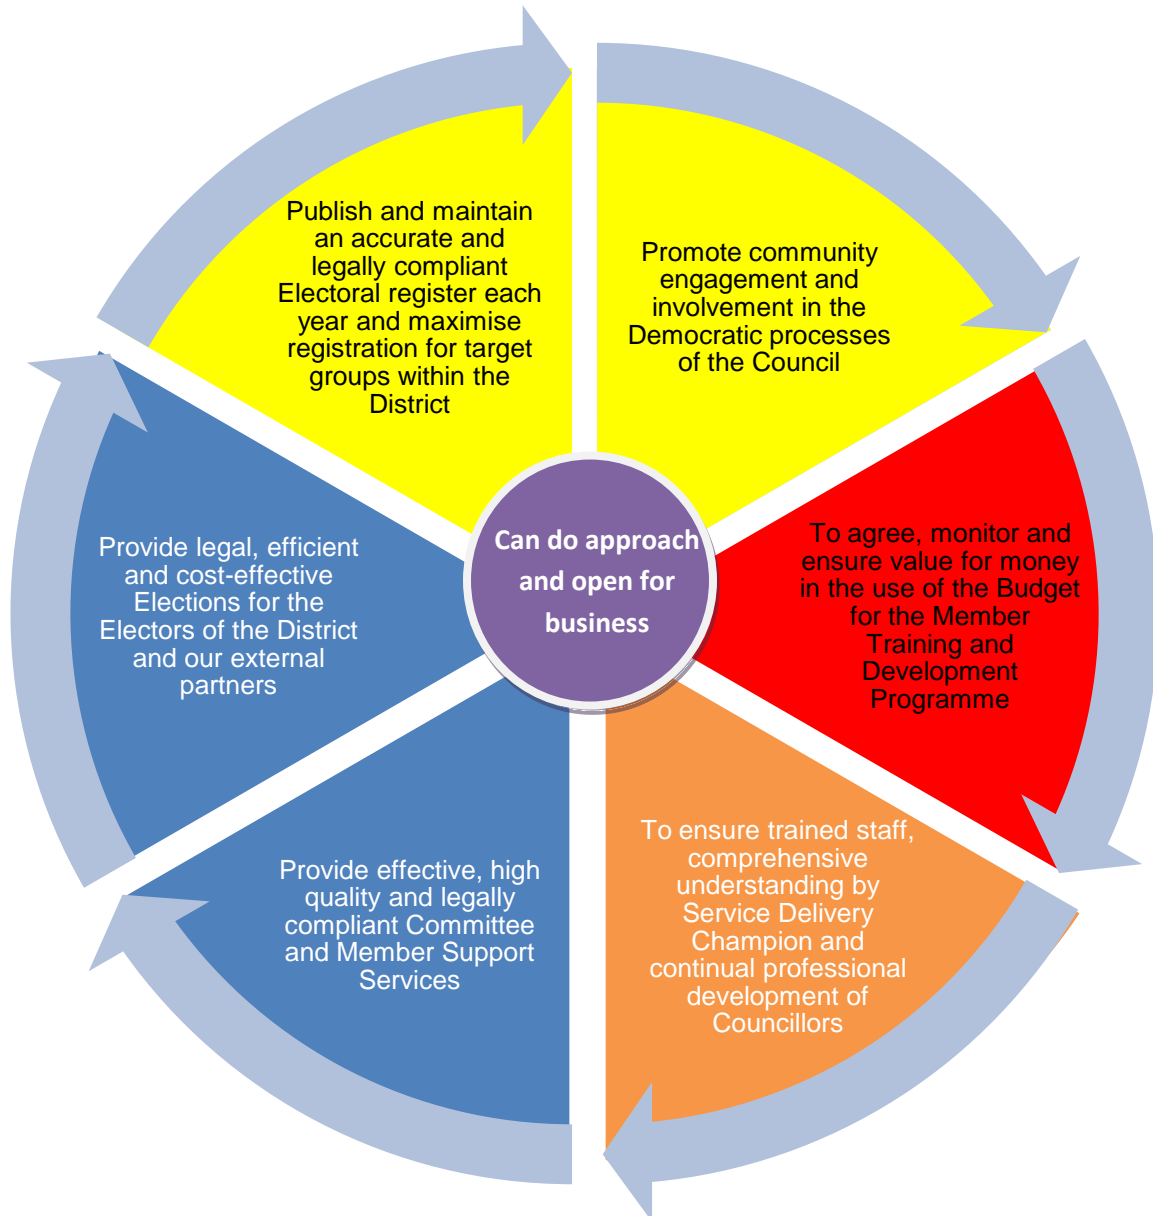 Publish and maintain
an accurate and
legally compliant
Electoral register each
year and maximise
registration for target
groups within the
District
Promote community
engagement and
involvement in the
Democratic processes
of the Council
To agree, monitor and
ensure value for money
in the use of the Budget
for the Member
Training and
Development
Programme
To ensure trained staff,
comprehensive
understanding by
Service Delivery
Champion and
continual professional
development of
Councillors
Provide effective, high
quality and legally
compliant Committee
and Member Support
Services
Provide legal, efficient
and cost-effective
Elections for the
Electors of the District
and our external
partners
Can do approach
and open for
business